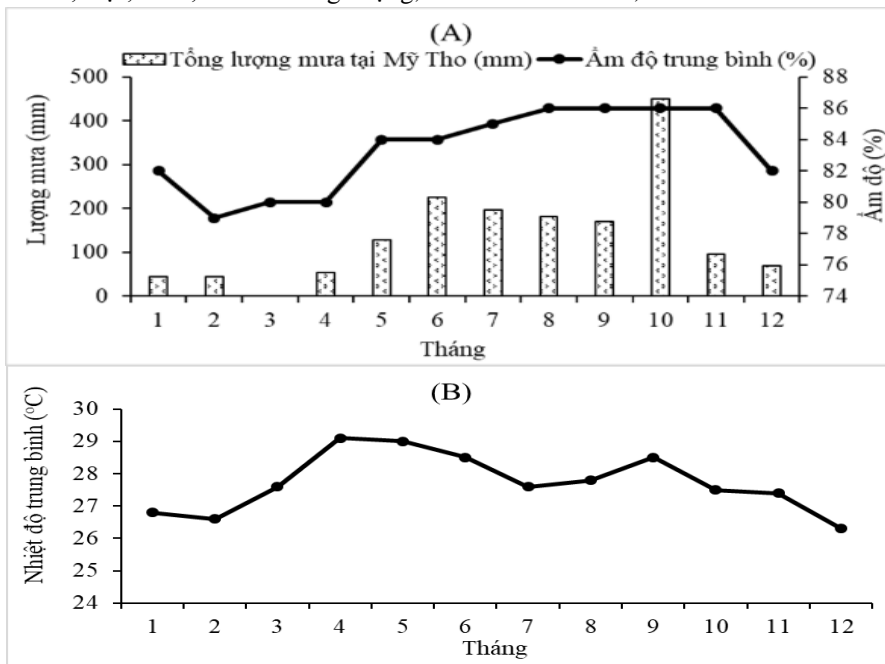 (A)
Tổng lượng mưa tại Mỹ Tho (mm) Ẩm độ trung bình (%)
Lượng mưa (mm)
500
400
300
200
100
0
88
86
84
82
80
78
76
74
Ẩm độ (%)
1 2 3 4 5 6 7 8 9 10 11 12
Tháng
(B)
Nhiệt độ trung bình (⁰C)
30
29
28
27
26
25
24
1 2 3 4 5 6 7 8 9 10 11 12
Tháng